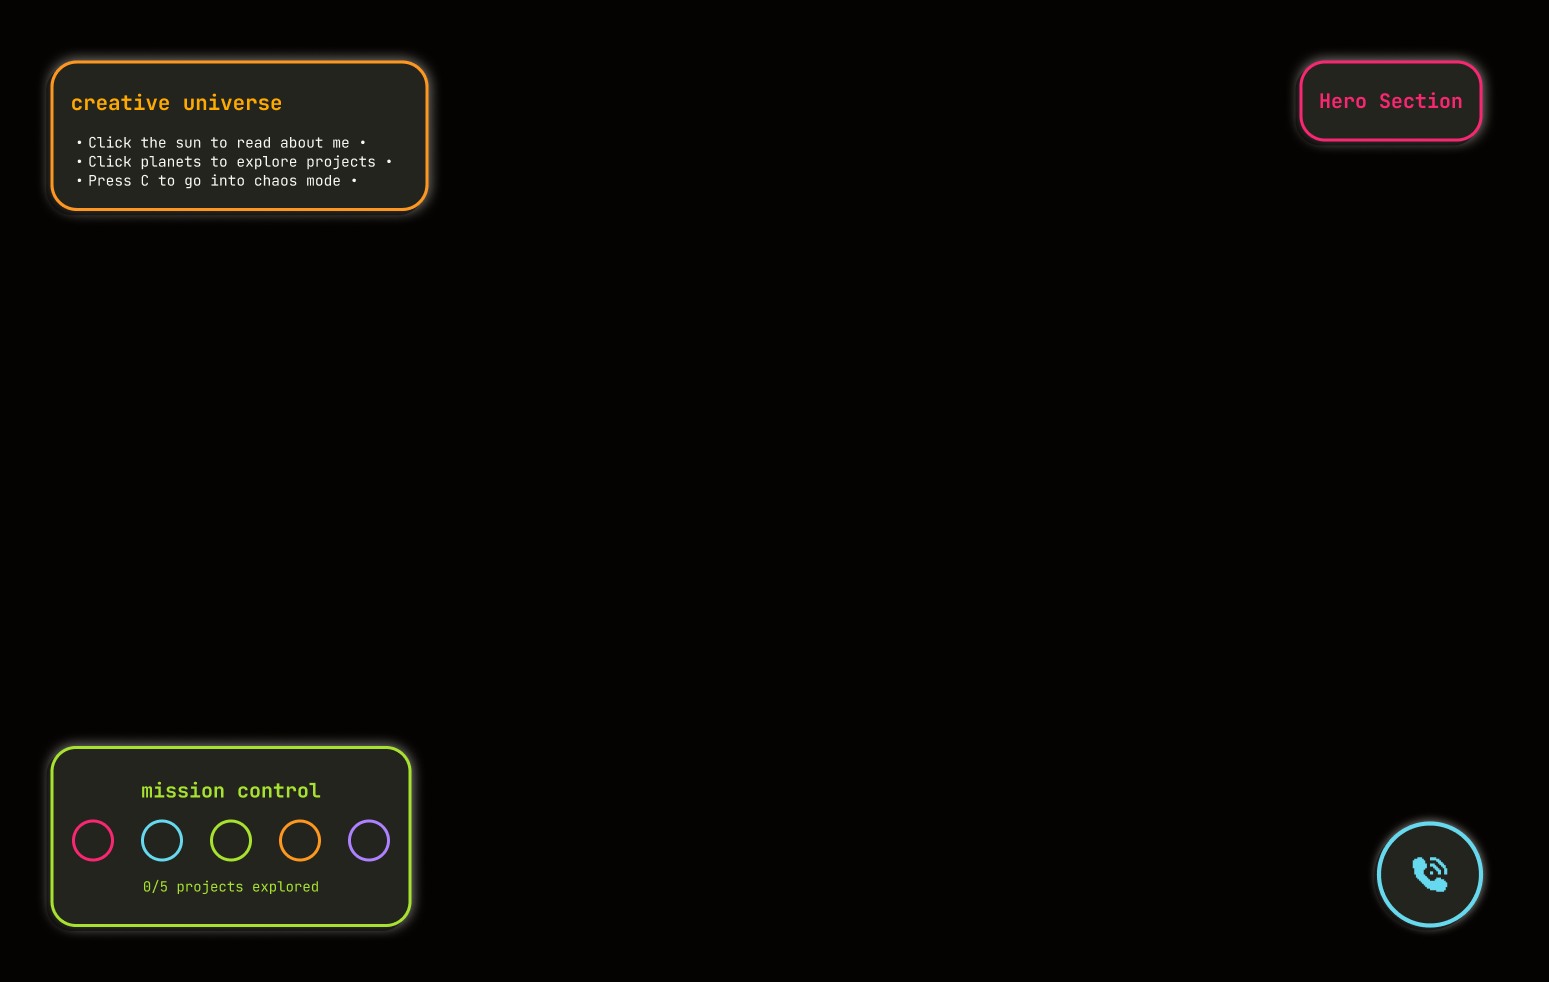 creative universe
• Click the sun to read about me •
• Click planets to explore projects •
• Press C to go into chaos mode •
Hero Section
mission control
0/5 projects explored